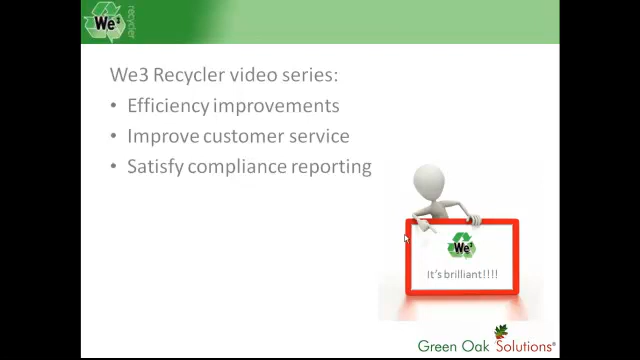 We3
recycler
We3 Recycler video series:
• Efficiency improvements
• Improve customer service
• Satisfy compliance reporting
We3
It's brilliant!!!!
Green Oak Solutions®